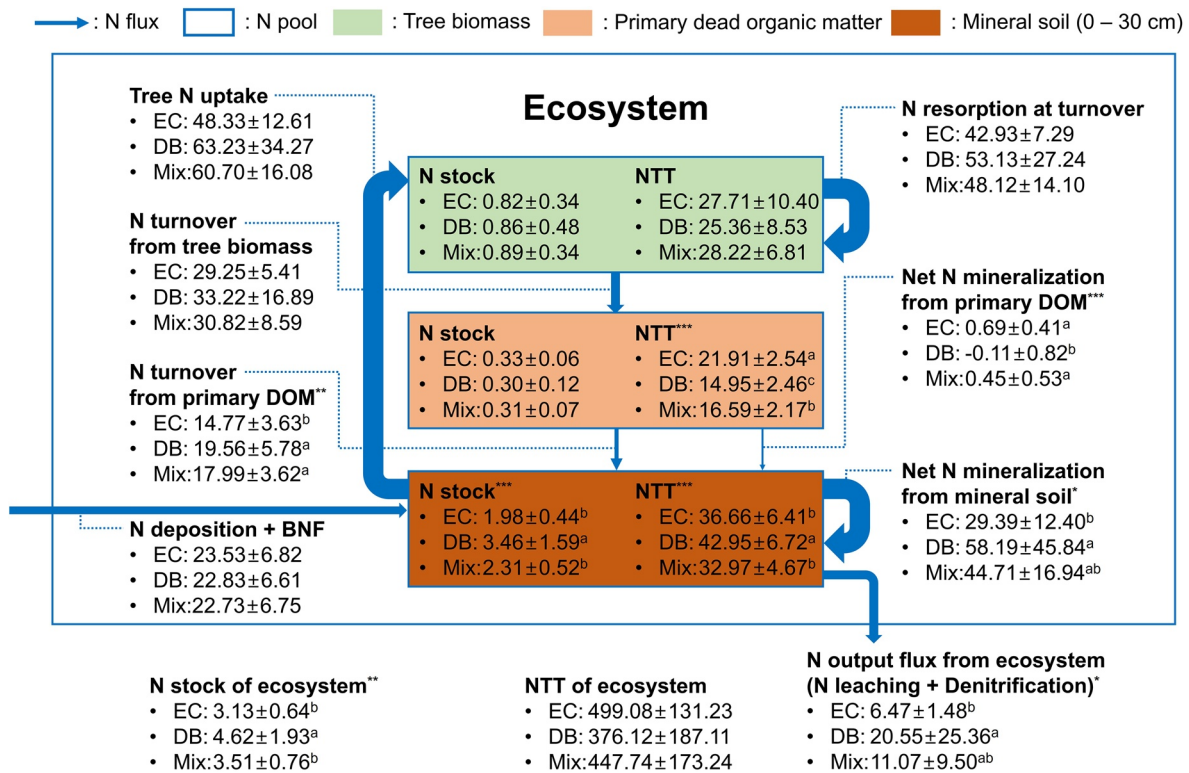 : N flux : N pool : Tree biomass : Primary dead organic matter : Mineral soil (0 – 30 cm)
Ecosystem
Tree N uptake
• EC: 48.33±12.61
• DB: 63.23±34.27
• Mix:60.70±16.08
N turnover
from tree biomass
• EC: 29.25±5.41
• DB: 33.22±16.89
• Mix:30.82±8.59
N turnover
from primary DOM**
• EC: 14.77±3.63b
• DB: 19.56±5.78a
• Mix:17.99±3.62a
N deposition + BNF
• EC: 23.53±6.82
• DB: 22.83±6.61
• Mix:22.73±6.75
N stock
• EC: 0.82±0.34
• DB: 0.86±0.48
• Mix:0.89±0.34
NTT
• EC: 27.71±10.40
• DB: 25.36±8.53
• Mix:28.22±6.81
N stock
• EC: 0.33±0.06
• DB: 0.30±0.12
• Mix:0.31±0.07
NTT***
• EC: 21.91±2.54a
• DB: 14.95±2.46c
• Mix:16.59±2.17b
N stock***
• EC: 1.98±0.44b
• DB: 3.46±1.59a
• Mix:2.31±0.52b
NTT***
• EC: 36.66±6.41b
• DB: 42.95±6.72a
• Mix:32.97±4.67b
N resorption at turnover
• EC: 42.93±7.29
• DB: 53.13±27.24
• Mix:48.12±14.10
Net N mineralization
from primary DOM***
• EC: 0.69±0.41a
• DB: -0.11±0.82b
• Mix:0.45±0.53a
Net N mineralization
from mineral soil*
• EC: 29.39±12.40b
• DB: 58.19±45.84a
• Mix:44.71±16.94ab
N stock of ecosystem**
• EC: 3.13±0.64b
• DB: 4.62±1.93a
• Mix:3.51±0.76b
NTT of ecosystem
• EC: 499.08±131.23
• DB: 376.12±187.11
• Mix:447.74±173.24
N output flux from ecosystem
(N leaching + Denitrification)*
• EC: 6.47±1.48b
• DB: 20.55±25.36a
• Mix:11.07±9.50ab